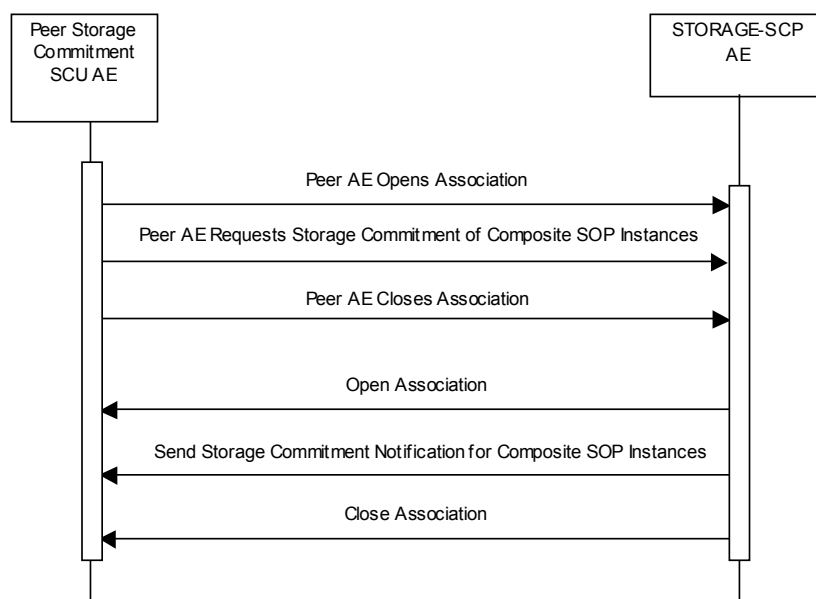 Peer Storage
Commitment
SCU AE
STORAGE-SCP
AE
Peer AE Opens Association
Peer AE Requests Storage Commitment of Composite SOP Instances
Peer AE Closes Association
Open Association
Send Storage Commitment Notification for Composite SOP Instances
Close Association